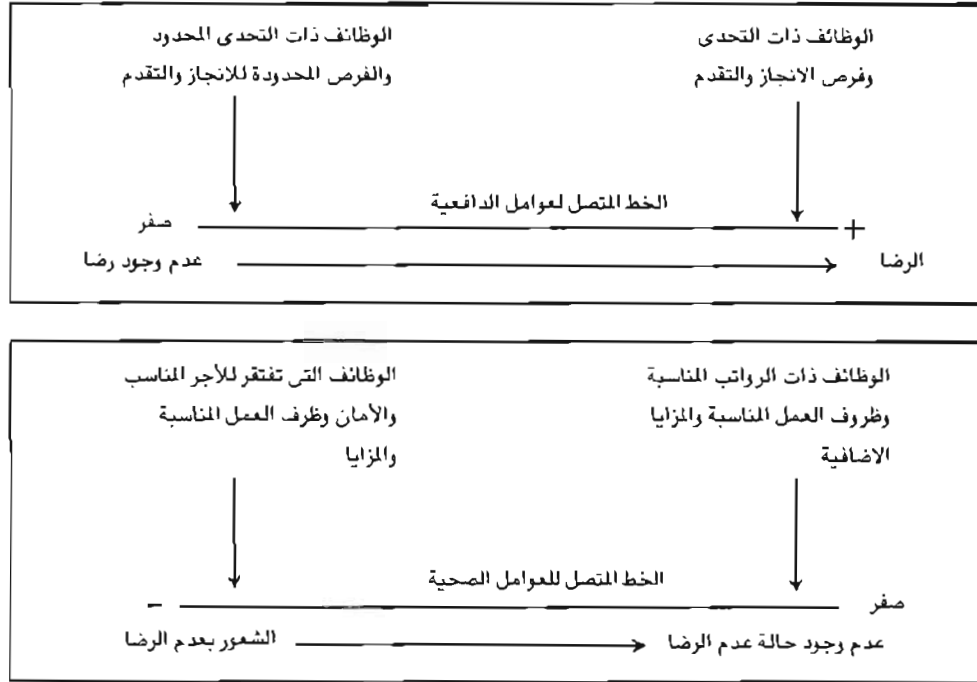 الوظائف ذات التحدى
وفرص الانجاز والتقدم
الوظائف ذات التحدى المحدود
والفرص المحدودة للانجاز والتقدم
الخط المتصل لعوامل الدافعية
+
صفر
الرضا
عدم وجود رضا
الوظائف ذات الرواتب المناسبة
وظروف العمل المناسبة والمزايا
الاضافية
الوظائف التى تفتقر للأجر المناسب
والأمان وظرف العمل المناسبة
والمزايا
الخط المتصل للعوامل الصحية
صفر
-
عدم وجود حالة عدم الرضا
الشعور بعدم الرضا